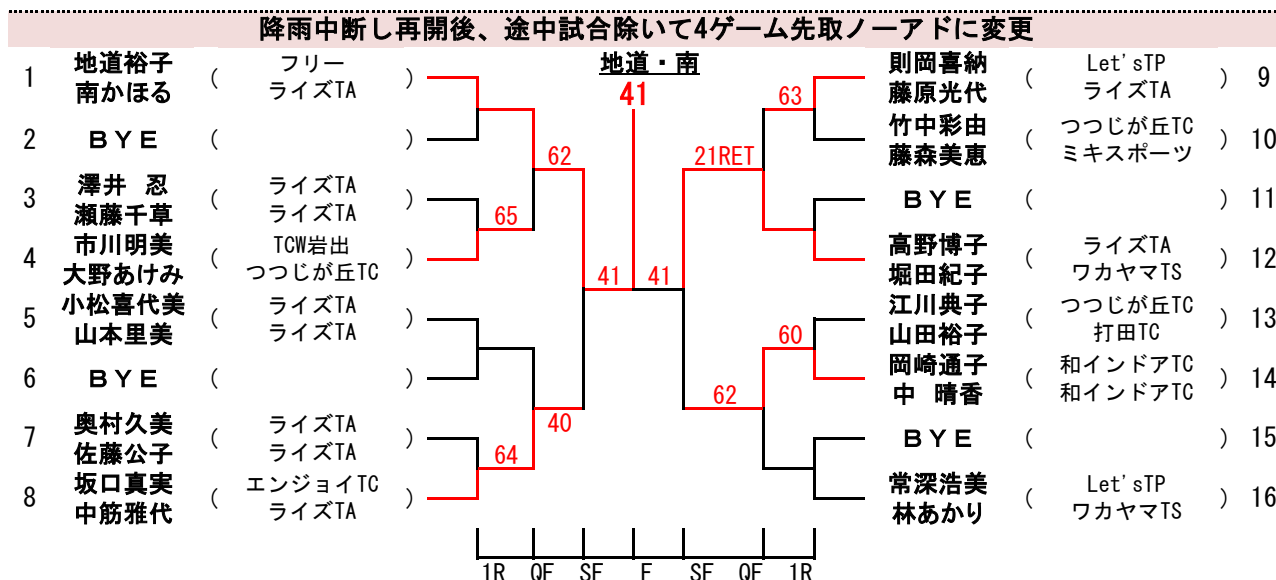 降雨中断し再開後、途中試合除いて4ゲーム先取ノーアドに変更
地道・南
41
1 地道裕子 南かほる ( フリー ライズTA )
2 ＢＹＥ ( )
3 澤井 忍 瀬藤千草 ( ライズTA ライズTA )
4 市川明美 大野あけみ ( TCW岩出 つつじが丘TC )
5 小松喜代美 山本里美 ( ライズTA ライズTA )
6 ＢＹＥ ( )
7 奥村久美 佐藤公子 ( ライズTA ライズTA )
8 坂口真実 中筋雅代 ( エンジョイTC ライズTA )
62
65
41
40
64
63
21RET
41
60
62
則岡喜納 藤原光代 ( Let'sTP ライズTA ) 9
竹中彩由 藤森美恵 ( つつじが丘TC ミキスポーツ ) 10
ＢＹＥ ( ) 11
高野博子 堀田紀子 ( ライズTA ワカヤマTS ) 12
江川典子 山田裕子 ( つつじが丘TC 打田TC ) 13
岡崎通子 中 晴香 ( 和インドアTC 和インドアTC ) 14
ＢＹＥ ( ) 15
常深浩美 林あかり ( Let'sTP ワカヤマTS ) 16
1R QF SF F SF QF 1R